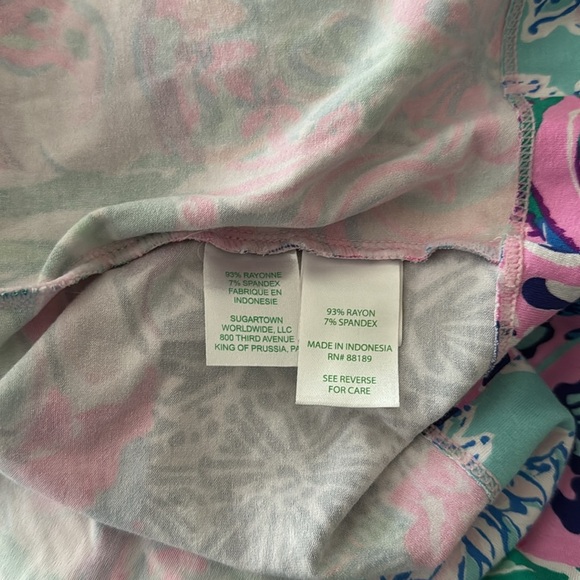 93% RAYONNE
7% SPANDEX
FABRIQUE EN
INDONESIE
SUGARTOWN
WORLDWIDE, LLC
800 THIRD AVENUE
KING OF PRUSSIA, PA
93% RAYON
7% SPANDEX
MADE IN INDONESIA
RN# 88189
SEE REVERSE
FOR CARE